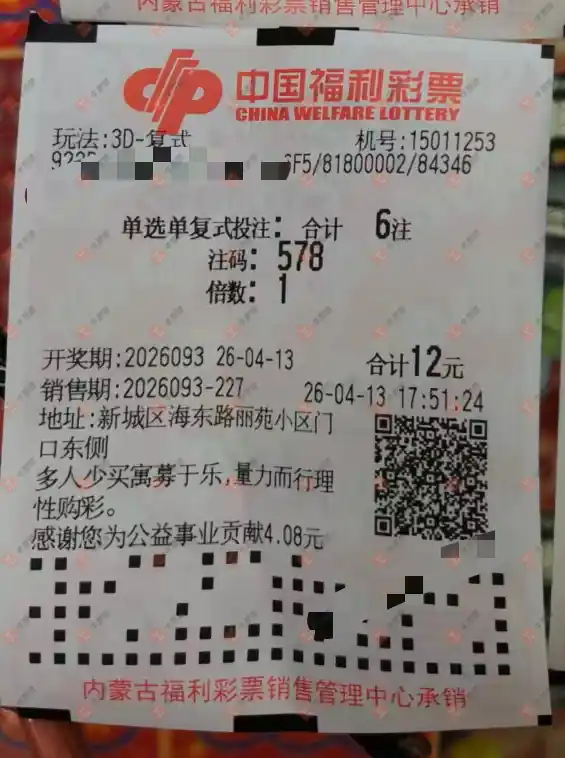 内蒙古福利彩票销售管理中心承销
中国福利彩票
CHINA WELFARE LOTTERY
玩法:3D-复式
机号:15011253
6F5/81800002/84346
单选单复式投注: 合计 6注
注码: 578
倍数: 1
开奖期:2026093 26-04-13 合计12元
销售期:2026093-227 26-04-13 17:51:24
地址:新城区海东路丽苑小区门
口东侧
多人少买寓募于乐,量力而行理
性购彩。
感谢您为公益事业贡献4.08元
内蒙古福利彩票销售管理中心承销